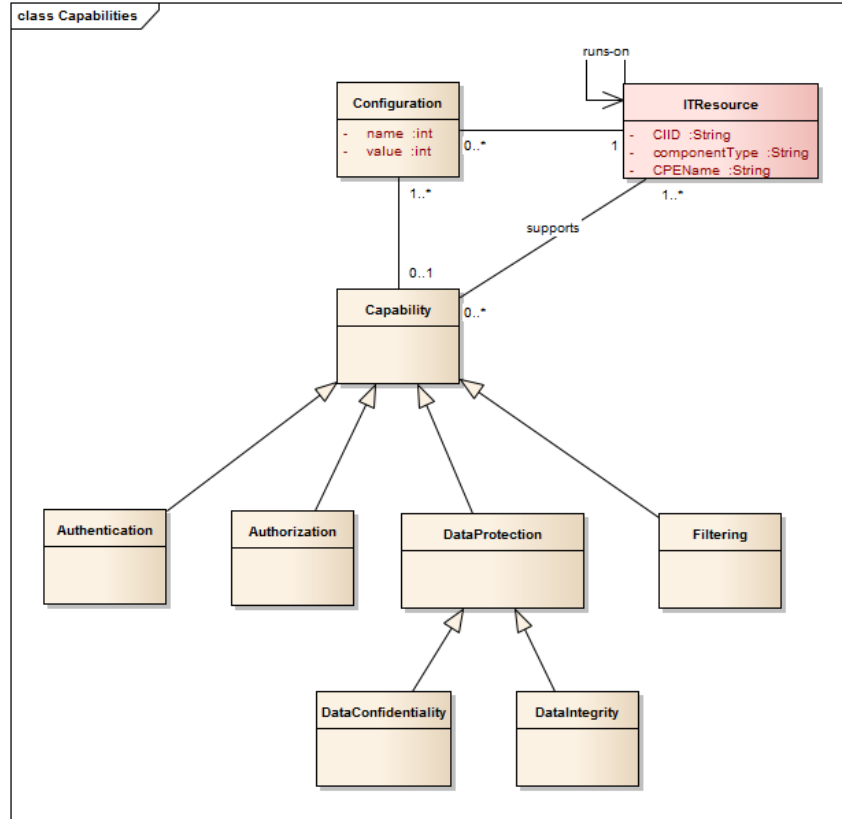 class Capabilities
runs-on
Configuration
- name :int
- value :int
ITResource
- CIID :String
- componentType :String
- CPEName :String
0..*
1
1..*
1..*
supports
0..1
Capability
0..*
Authentication
Authorization
DataProtection
Filtering
DataConfidentiality
DataIntegrity